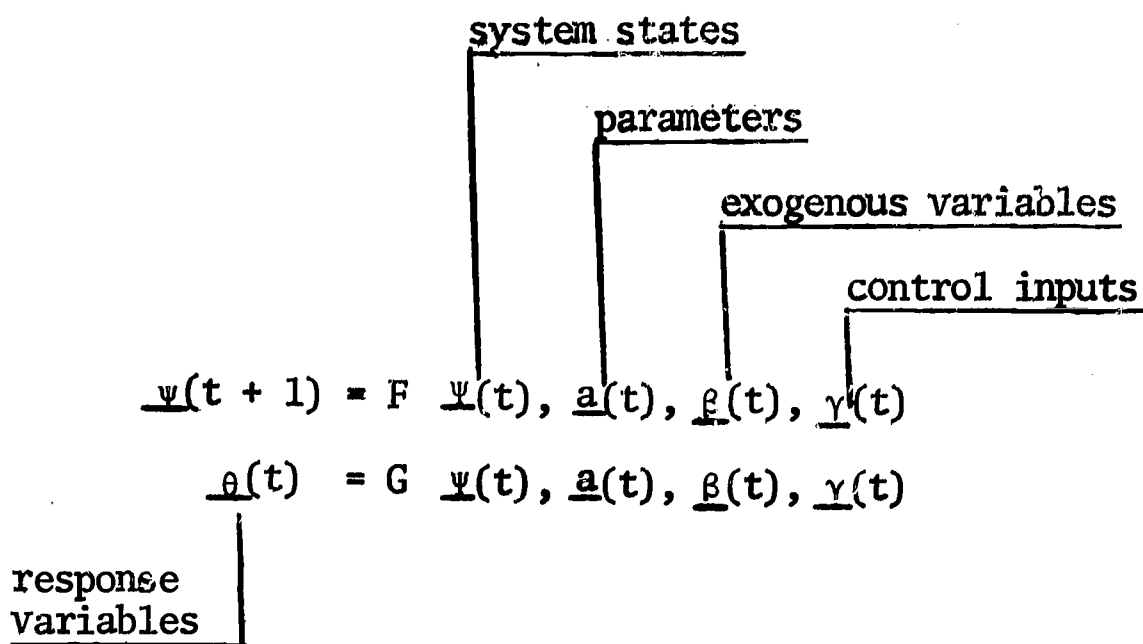 system states
parameters
exogenous variables
control inputs
Ψ(t + 1) = F Ψ(t), a(t), β(t), γ(t)
θ(t) = G Ψ(t), a(t), β(t), γ(t)
response
variables